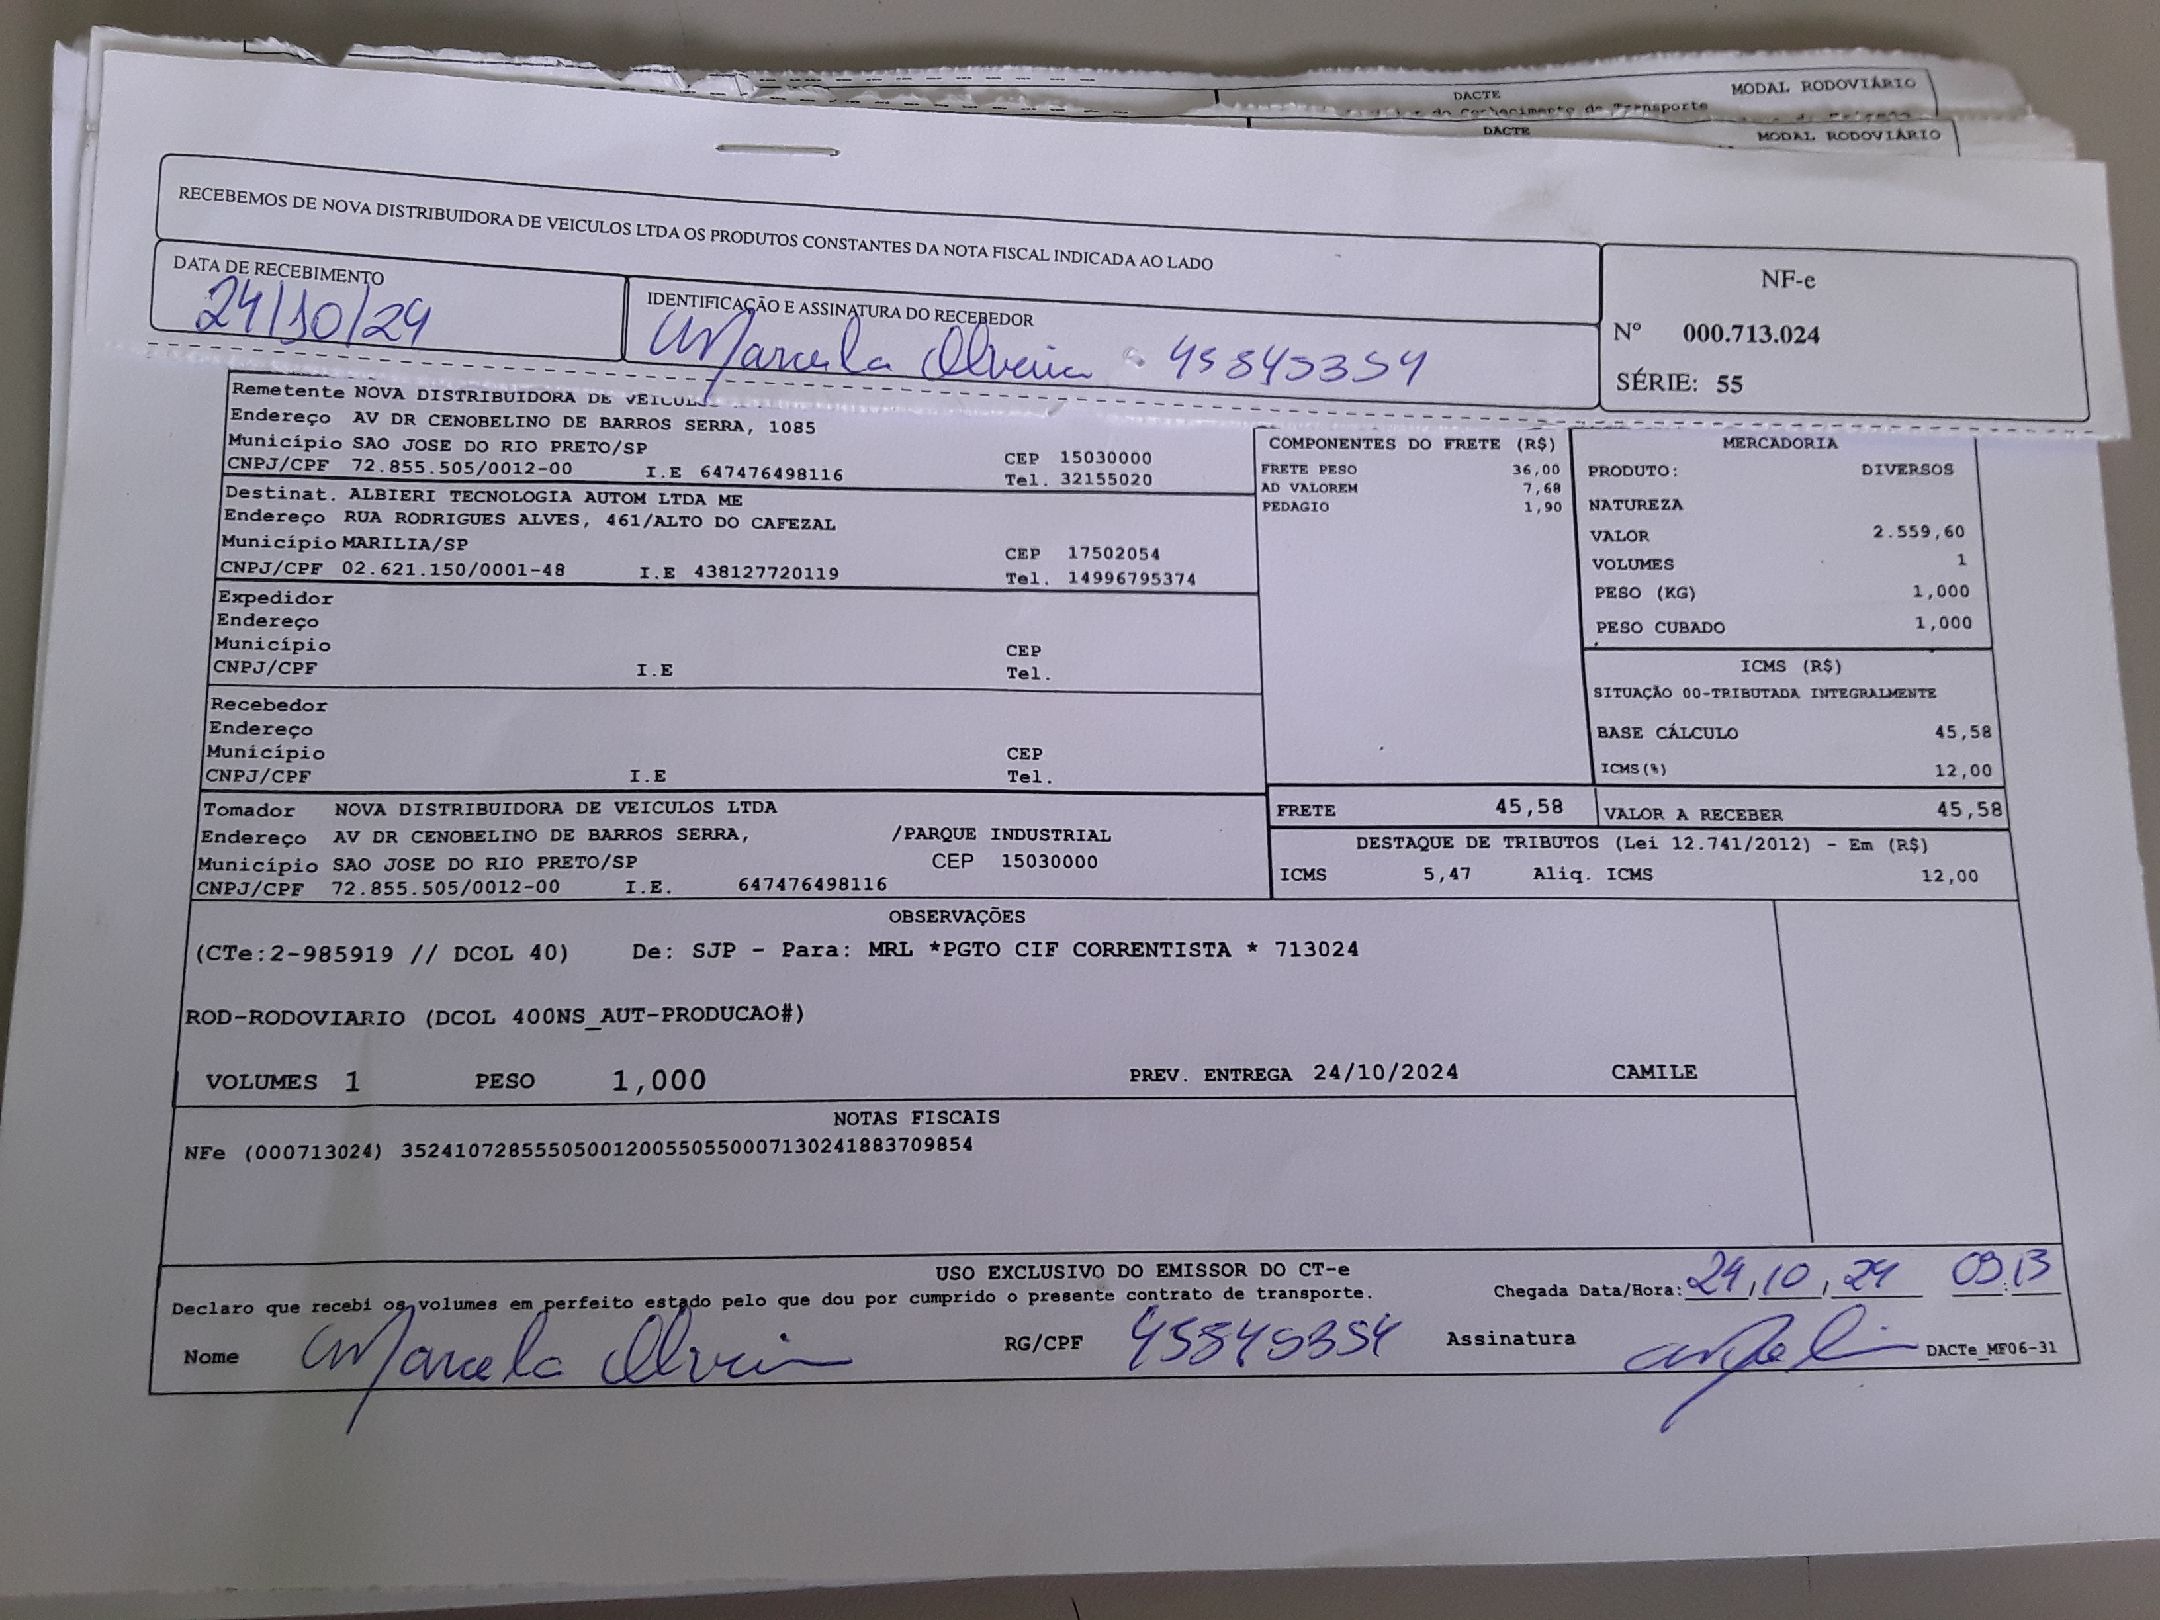 DACTE MODAL RODOVIÁRIO
DACTE MODAL RODOVIÁRIO
RECEBEMOS DE NOVA DISTRIBUIDORA DE VEICULOS LTDA OS PRODUTOS CONSTANTES DA NOTA FISCAL INDICADA AO LADO
DATA DE RECEBIMENTO
24/10/24
IDENTIFICAÇÃO E ASSINATURA DO RECEBEDOR
Marcela Oliveira - 45845354
NF-e
Nº 000.713.024
SÉRIE: 55
Remetente NOVA DISTRIBUIDORA DE VEICUL
Endereço AV DR CENOBELINO DE BARROS SERRA, 1085
Município SAO JOSE DO RIO PRETO/SP CEP 15030000
CNPJ/CPF 72.855.505/0012-00 I.E 647476498116 Tel. 32155020
Destinat. ALBIERI TECNOLOGIA AUTOM LTDA ME
Endereço RUA RODRIGUES ALVES, 461/ALTO DO CAFEZAL
Município MARILIA/SP CEP 17502054
CNPJ/CPF 02.621.150/0001-48 I.E 438127720119 Tel. 14996795374
Expedidor
Endereço
Município CEP
CNPJ/CPF I.E Tel.
Recebedor
Endereço
Município CEP
CNPJ/CPF I.E Tel.
Tomador NOVA DISTRIBUIDORA DE VEICULOS LTDA
Endereço AV DR CENOBELINO DE BARROS SERRA, /PARQUE INDUSTRIAL
Município SAO JOSE DO RIO PRETO/SP CEP 15030000
CNPJ/CPF 72.855.505/0012-00 I.E. 647476498116
COMPONENTES DO FRETE (R$)
FRETE PESO 36,00
AD VALOREM 7,68
PEDAGIO 1,90
MERCADORIA
PRODUTO: DIVERSOS
NATUREZA
VALOR 2.559,60
VOLUMES 1
PESO (KG) 1,000
PESO CUBADO 1,000
ICMS (R$)
SITUAÇÃO 00-TRIBUTADA INTEGRALMENTE
BASE CÁLCULO 45,58
ICMS(%) 12,00
FRETE 45,58 VALOR A RECEBER 45,58
DESTAQUE DE TRIBUTOS (Lei 12.741/2012) - Em (R$)
ICMS 5,47 Aliq. ICMS 12,00
OBSERVAÇÕES
(CTe:2-985919 // DCOL 40) De: SJP - Para: MRL *PGTO CIF CORRENTISTA * 713024
ROD-RODOVIARIO (DCOL 400NS_AUT-PRODUCAO#)
VOLUMES 1 PESO 1,000 PREV. ENTREGA 24/10/2024 CAMILE
NOTAS FISCAIS
NFe (000713024) 35241072855505001200550550007130241883709854
USO EXCLUSIVO DO EMISSOR DO CT-e
Declaro que recebi os volumes em perfeito estado pelo que dou por cumprido o presente contrato de transporte. Chegada Data/Hora: 24,10,24 09:13
Nome Marcela Oliveira RG/CPF 45845354 Assinatura DACTe_MF06-31